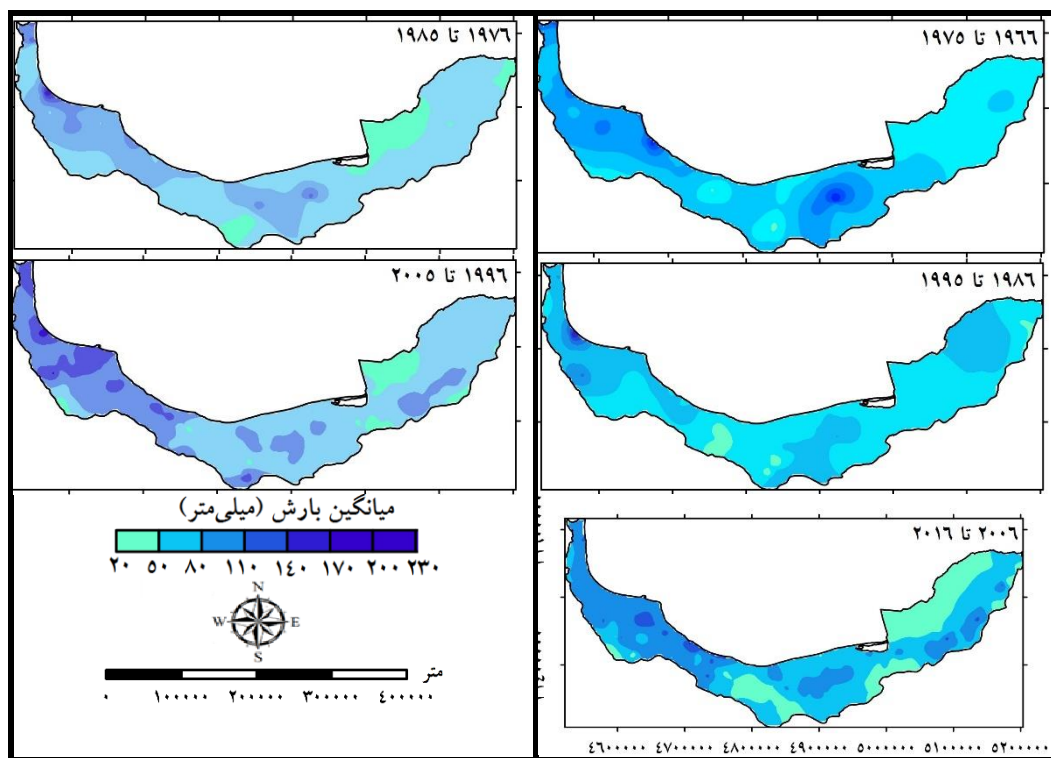 ۱۹۶۶ تا ۱۹۷۵
۱۹۷۶ تا ۱۹۸۵
۱۹۸۶ تا ۱۹۹۵
۱۹۹۶ تا ۲۰۰۵
۲۰۰۶ تا ۲۰۱۶
میانگین بارش (میلی‌متر)
۲۰ ۵۰ ۸۰ ۱۱۰ ۱۴۰ ۱۷۰ ۲۰۰ ۲۳۰
N
W E
S
متر
۰ ۱۰۰۰۰۰ ۲۰۰۰۰۰ ۳۰۰۰۰۰ ۴۰۰۰۰۰
۴۶۰۰۰۰۰ ۴۷۰۰۰۰۰ ۴۸۰۰۰۰۰ ۴۹۰۰۰۰۰ ۵۰۰۰۰۰۰ ۵۱۰۰۰۰۰ ۵۲۰۰۰۰۰